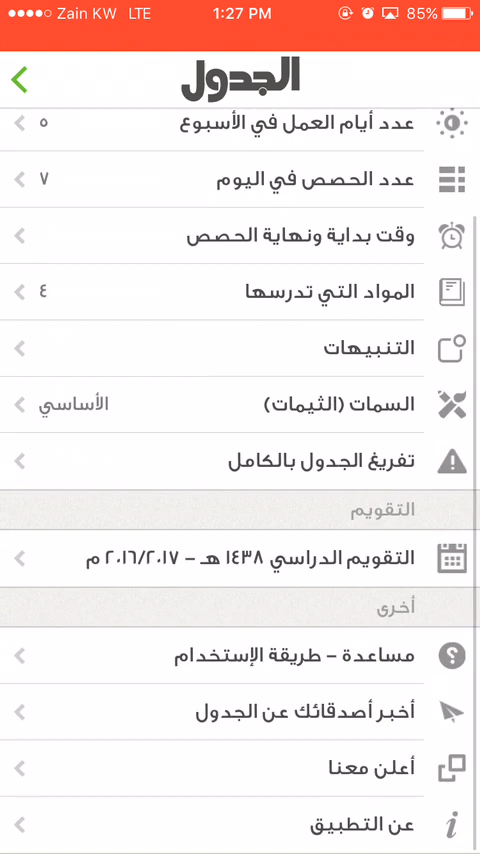 Zain KW LTE 1:27 PM 85%
الجدول
عدد أيام العمل في الأسبوع ٥
عدد الحصص في اليوم ٧
وقت بداية ونهاية الحصص
المواد التي تدرسها ٤
التنبيهات
السمات (الثيمات) الأساسي
تفريغ الجدول بالكامل
التقويم
التقويم الدراسي ١٤٣٨ هـ - ٢٠١٦/٢٠١٧ م
أخرى
مساعدة - طريقة الإستخدام
أخبر أصدقائك عن الجدول
أعلن معنا
عن التطبيق